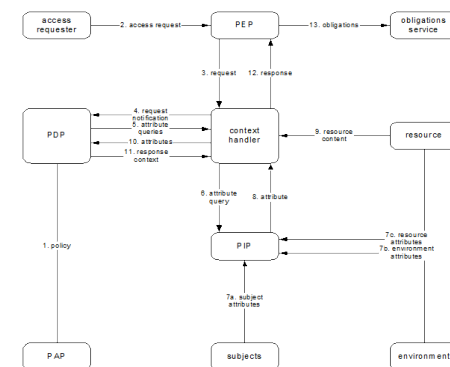 access
requester
2. access request
PEP
13. obligations
obligations
service
3. request
12. response
4. request
notification
5. attribute
queries
10. attributes
11. response
context
PDP
context
handler
9. resource
content
resource
6. attribute
query
8. attribute
1. policy
PIP
7c. resource
attributes
7b. environment
attributes
7a. subject
attributes
PAP
subjects
environment